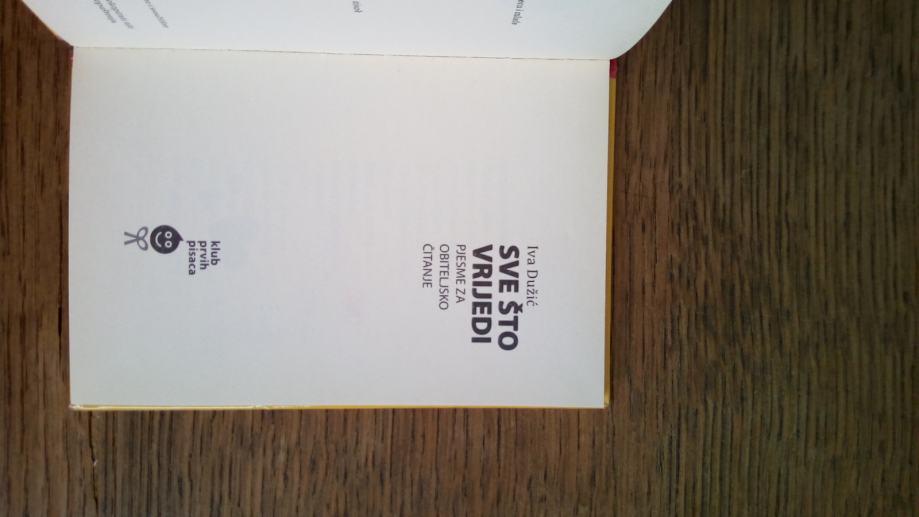 Iva Dužić
SVE ŠTO
VRIJEDI
PJESME ZA
OBITELJSKO
ČITANJE
klub
prvih
pisaca